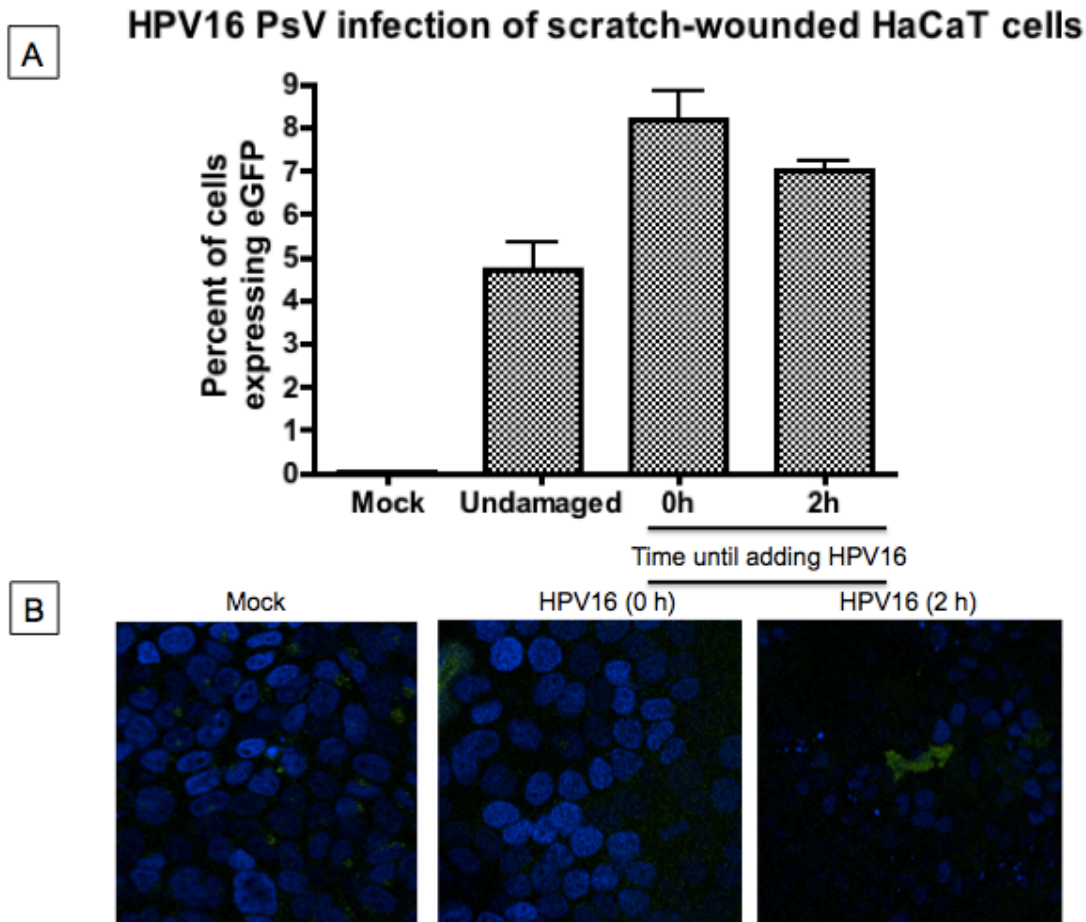 A
HPV16 PsV infection of scratch-wounded HaCaT cells
Percent of cells
expressing eGFP
9
8
7
6
5
4
3
2
1
0
Mock Undamaged 0h 2h
Time until adding HPV16
B
Mock HPV16 (0 h) HPV16 (2 h)